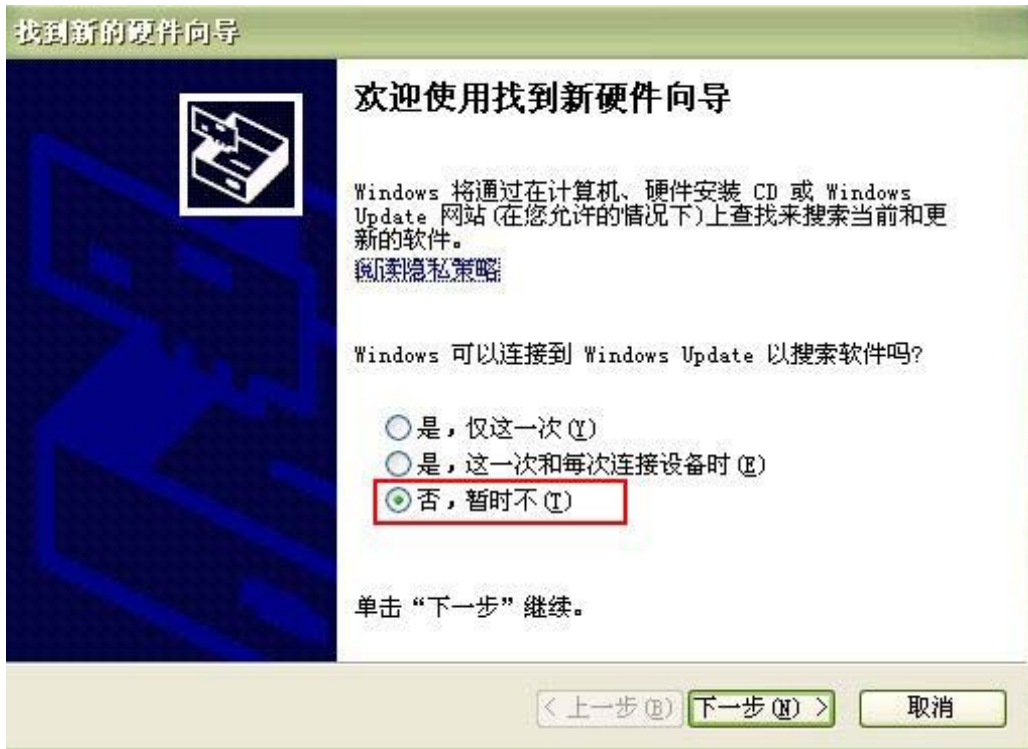 找到新的硬件向导
欢迎使用找到新硬件向导
Windows 将通过在计算机、硬件安装 CD 或 Windows
Update 网站(在您允许的情况下)上查找来搜索当前和更
新的软件。
阅读隐私策略
Windows 可以连接到 Windows Update 以搜索软件吗?
是，仅这一次(Y)
是，这一次和每次连接设备时(E)
否，暂时不(T)
单击“下一步”继续。
< 上一步(B) 下一步(N) > 取消